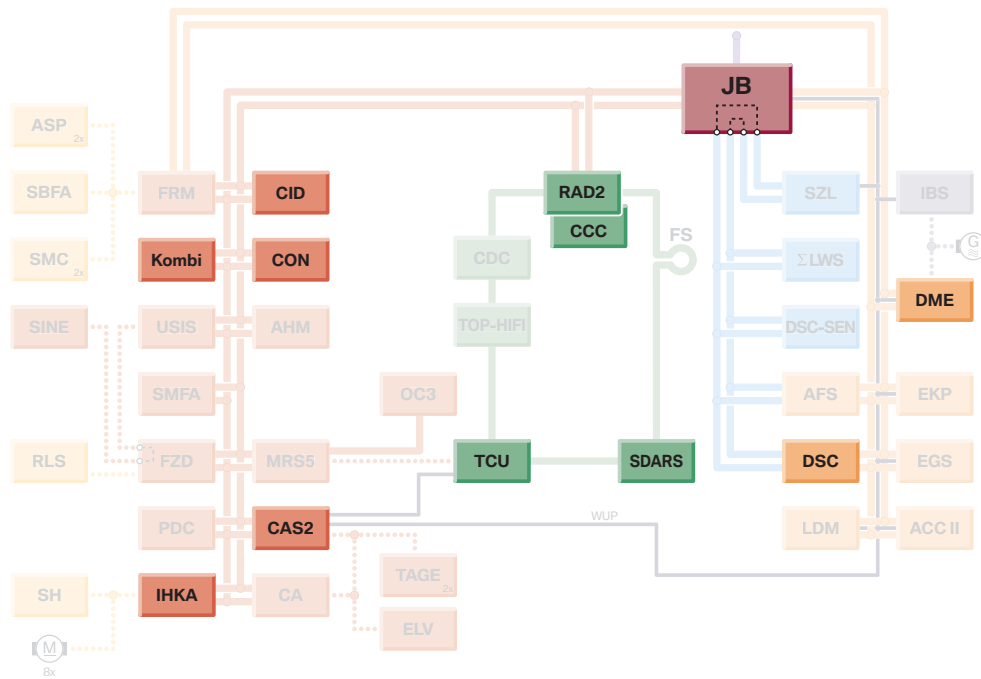 JB
ASP
2x
SBFA
FRM
CID
RAD2
SZL
IBS
CCC
FS
G
SMC
2x
Kombi
CON
CDC
ΣLWS
DME
SINE
USIS
AHM
TOP-HIFI
DSC-SEN
SMFA
OC3
AFS
EKP
RLS
FZD
MRS5
TCU
SDARS
DSC
EGS
PDC
CAS2
WUP
LDM
ACC II
TAGE
2x
SH
IHKA
CA
ELV
M
8x